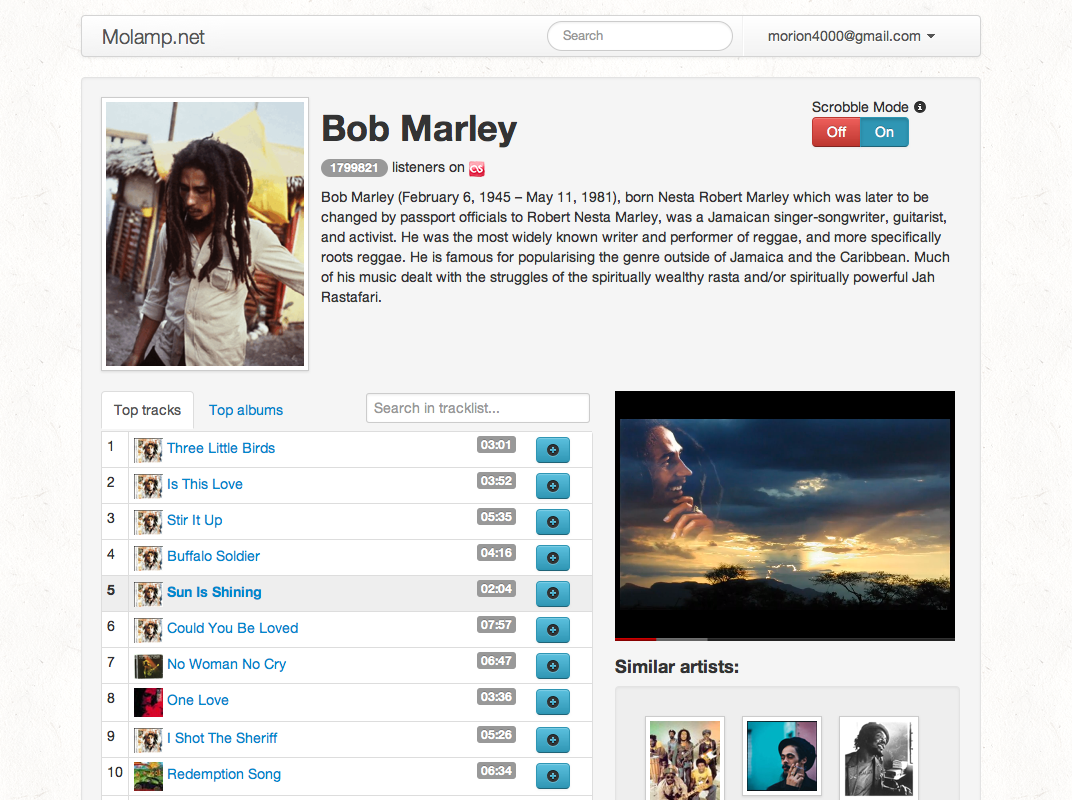 Molamp.net
Search
morion4000@gmail.com
Bob Marley
Scrobble Mode
Off On
1799821 listeners on
Bob Marley (February 6, 1945 – May 11, 1981), born Nesta Robert Marley which was later to be
changed by passport officials to Robert Nesta Marley, was a Jamaican singer-songwriter, guitarist,
and activist. He was the most widely known writer and performer of reggae, and more specifically
roots reggae. He is famous for popularising the genre outside of Jamaica and the Caribbean. Much
of his music dealt with the struggles of the spiritually wealthy rasta and/or spiritually powerful Jah
Rastafari.
Top tracks Top albums Search in tracklist...
1 Three Little Birds 03:01
2 Is This Love 03:52
3 Stir It Up 05:35
4 Buffalo Soldier 04:16
5 Sun Is Shining 02:04
6 Could You Be Loved 07:57
7 No Woman No Cry 06:47
8 One Love 03:36
9 I Shot The Sheriff 05:26
10 Redemption Song 06:34
Similar artists: